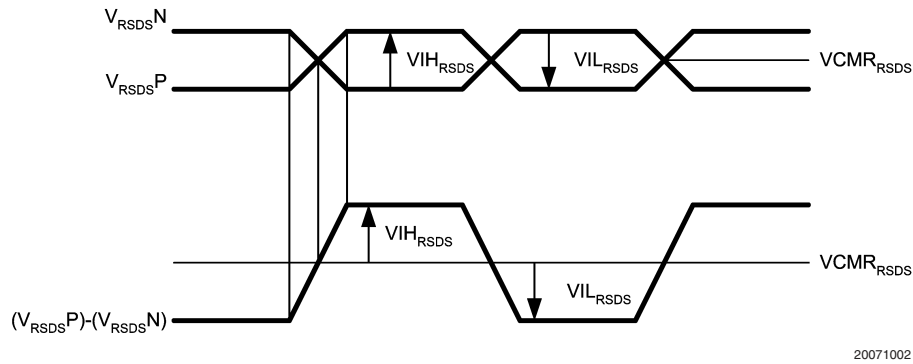 V_RSDS N
VIH_RSDS
VIL_RSDS
VCMR_RSDS
V_RSDS P
VIH_RSDS
VCMR_RSDS
VIL_RSDS
(V_RSDS P)-(V_RSDS N)
20071002